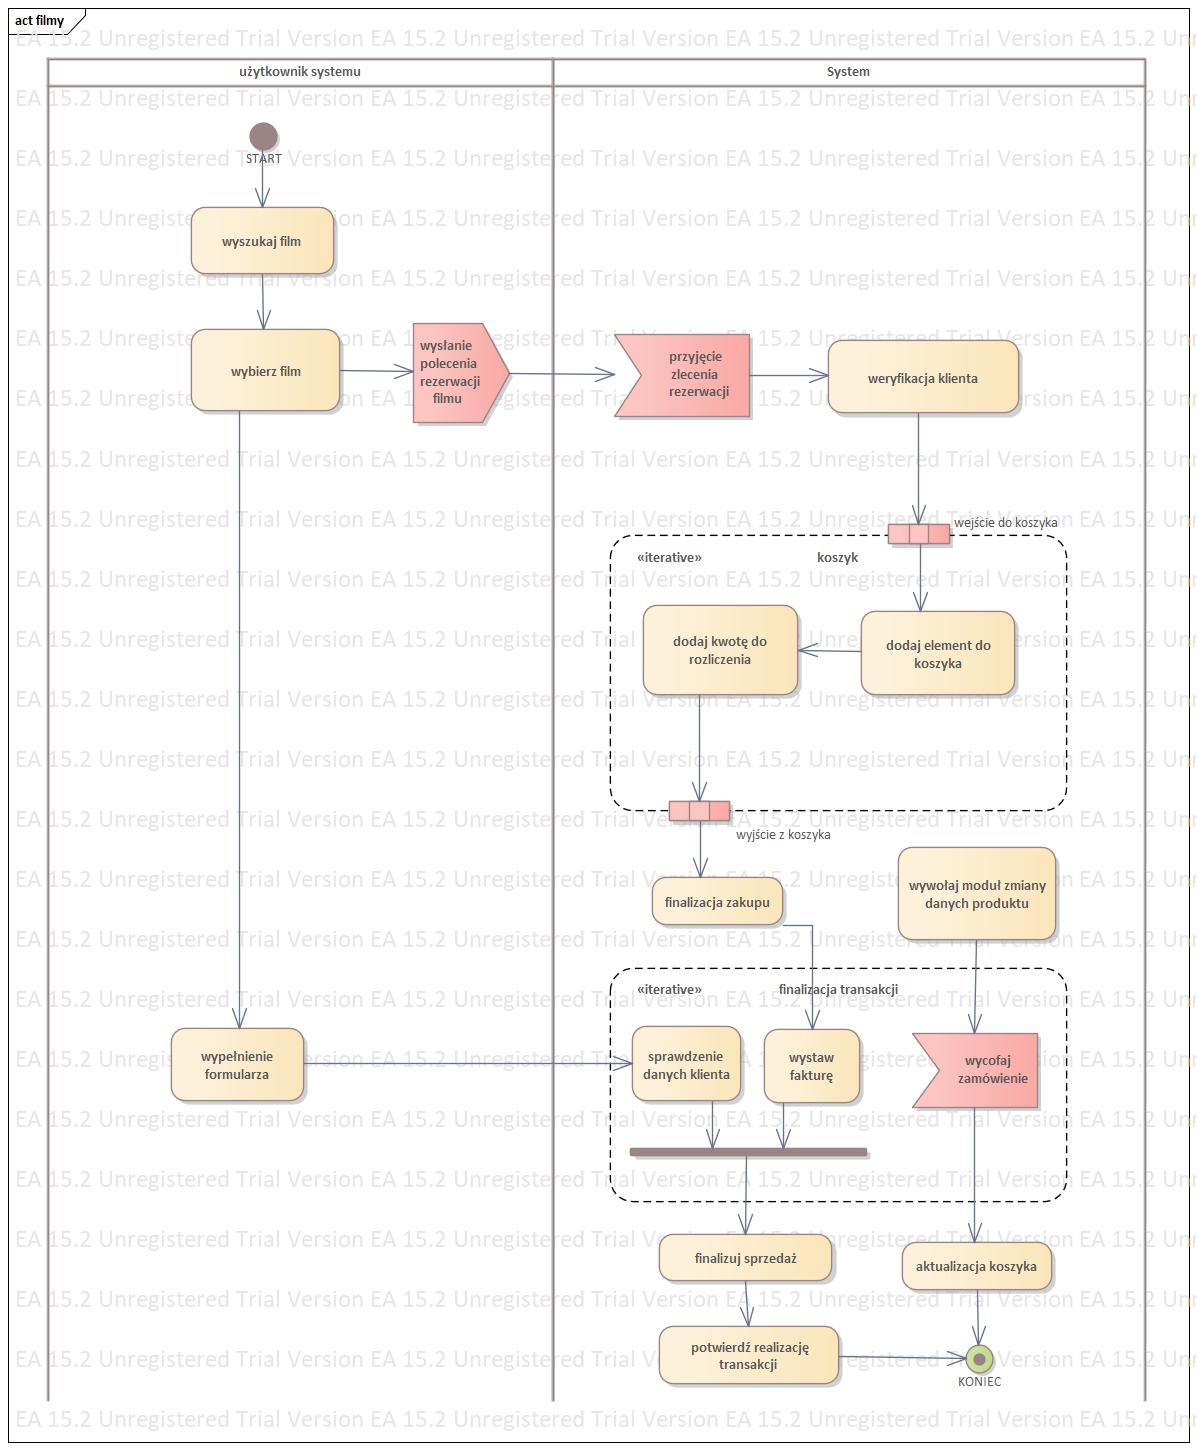 act filmy
użytkownik systemu
System
START
wyszukaj film
wybierz film
wysłanie
polecenia
rezerwacji
filmu
przyjęcie
zlecenia
rezerwacji
weryfikacja klienta
wejście do koszyka
«iterative»
koszyk
dodaj kwotę do
rozliczenia
dodaj element do
koszyka
wyjście z koszyka
finalizacja zakupu
wywołaj moduł zmiany
danych produktu
«iterative»
finalizacja transakcji
wypełnienie
formularza
sprawdzenie
danych klienta
wystaw
fakturę
wycofaj
zamówienie
finalizuj sprzedaż
aktualizacja koszyka
potwierdź realizację
transakcji
KONIEC
EA 15.2 Unregistered Trial Version EA 15.2 Unregistered Trial Version EA 15.2 Unregistered Trial Version EA 15.2 Unr